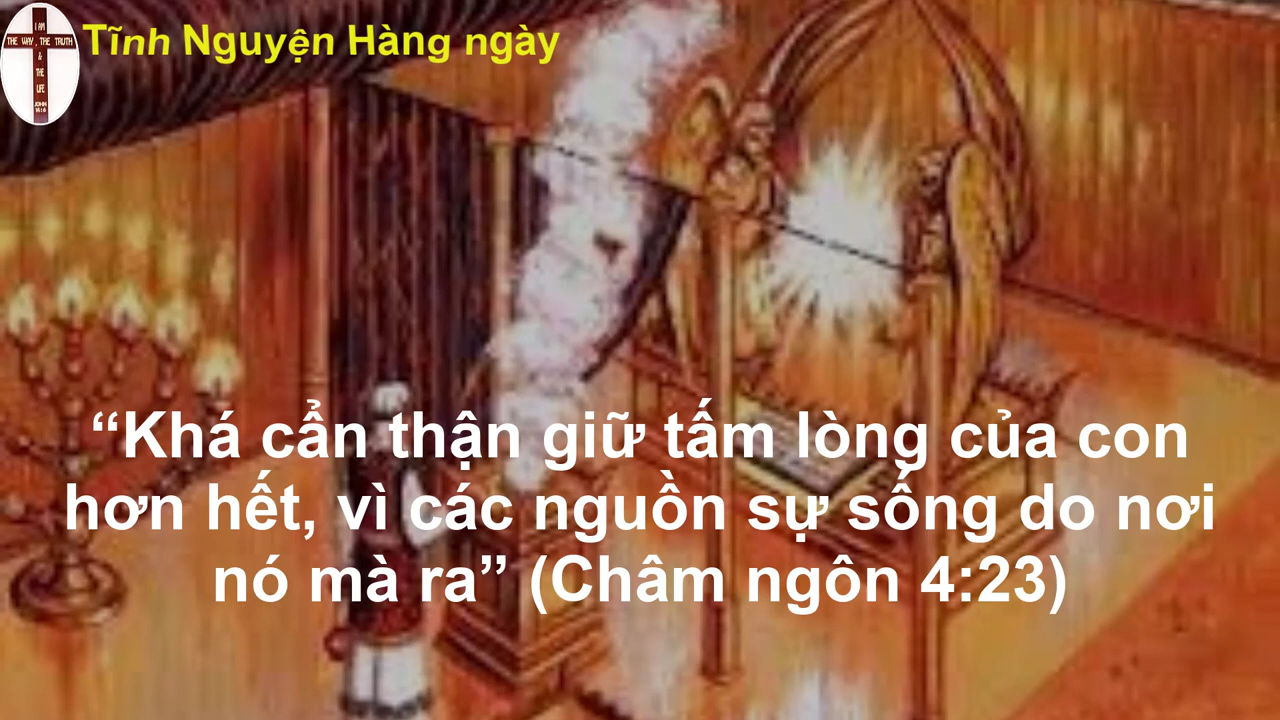 I AM
THE WAY, THE TRUTH
&
THE
LIFE
JOHN
Tĩnh Nguyện Hàng ngày
“Khá cẩn thận giữ tấm lòng của con
hơn hết, vì các nguồn sự sống do nơi
nó mà ra” (Châm ngôn 4:23)